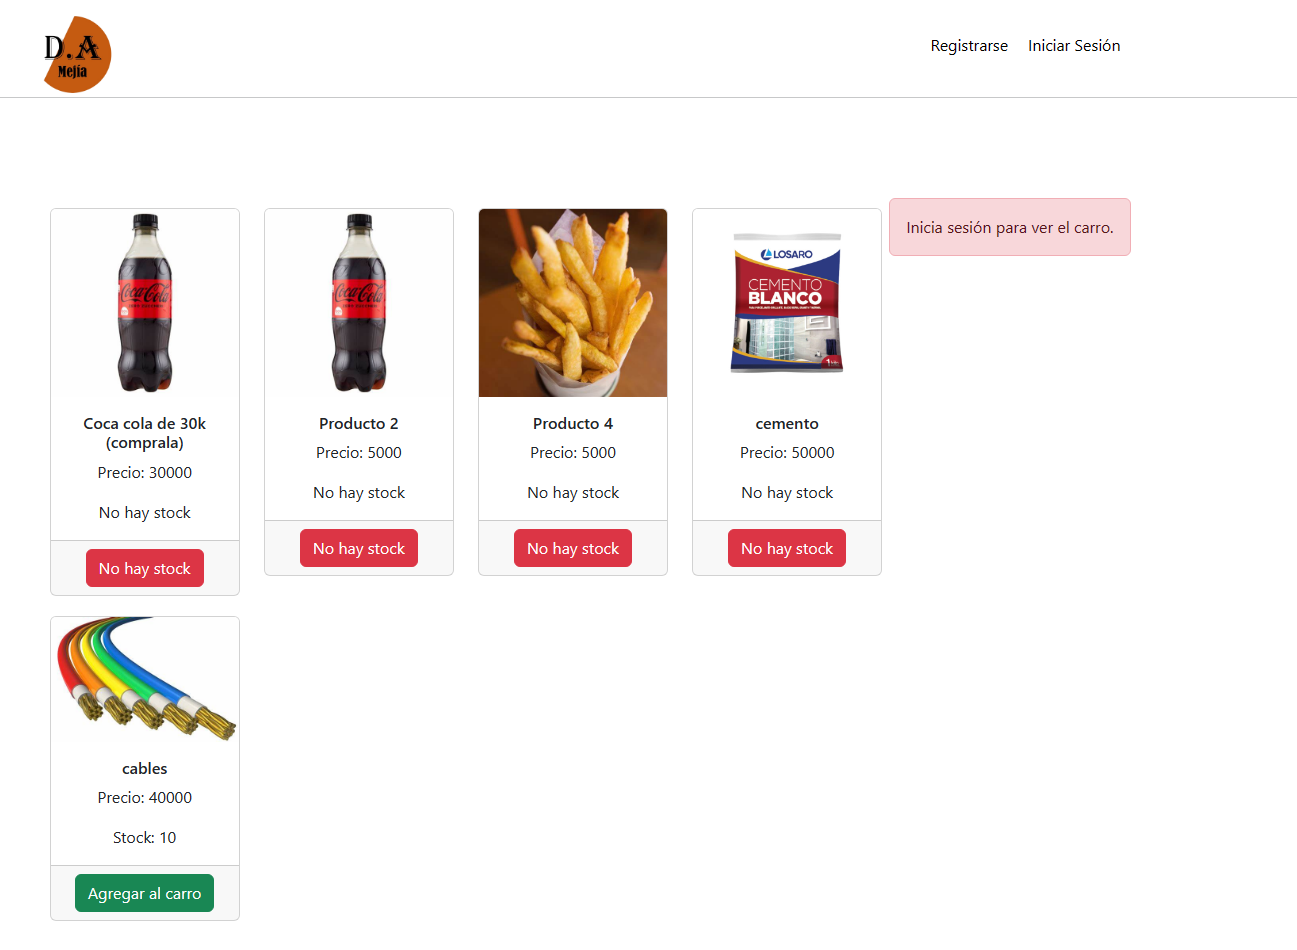 D.A
Mejía
Registrarse
Iniciar Sesión
Inicia sesión para ver el carro.
Coca-Cola
Coca cola de 30k
(comprala)
Precio: 30000
No hay stock
No hay stock
Coca-Cola
Producto 2
Precio: 5000
No hay stock
No hay stock
Producto 4
Precio: 5000
No hay stock
No hay stock
LOSARO
CEMENTO
BLANCO
cemento
Precio: 50000
No hay stock
No hay stock
cables
Precio: 40000
Stock: 10
Agregar al carro